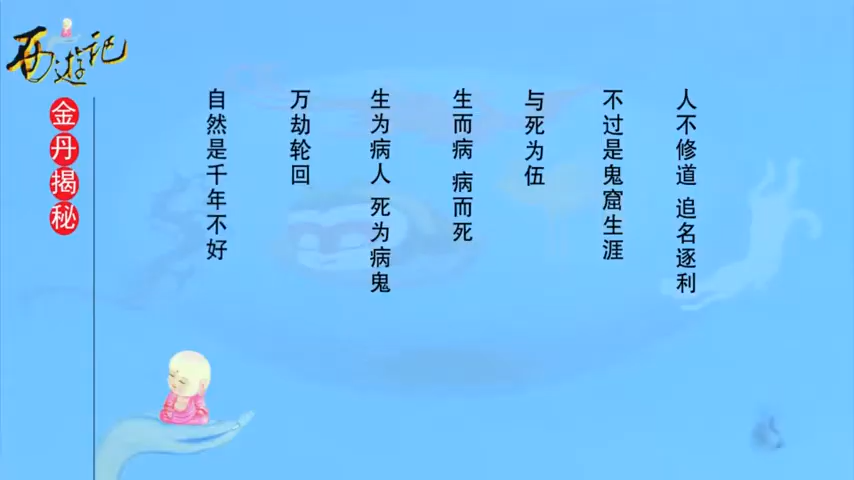 西遊记
金丹揭秘
人不修道 追名逐利
不过是鬼窟生涯
与死为伍
生而病 病而死
生为病人 死为病鬼
万劫轮回
自然是千年不好